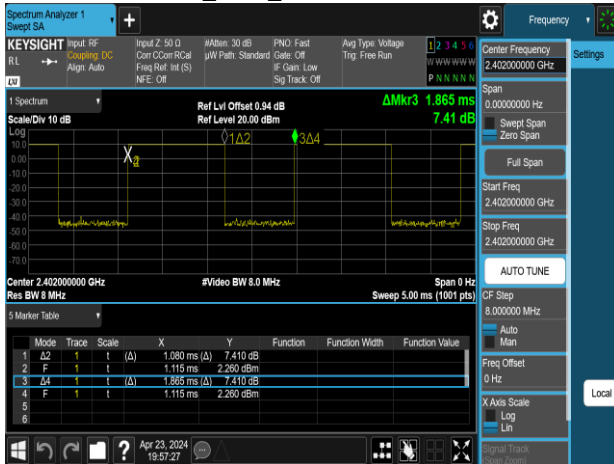 Spectrum Analyzer 1
Swept SA
+
Frequency
KEYSIGHT
RL
LXI
Input: RF
Coupling: DC
Align: Auto
Input Z: 50 Ω
Corr CCorr RCal
Freq Ref: Int (S)
NFE: Off
#Atten: 30 dB
µW Path: Standard
PNO: Fast
Gate: Off
IF Gain: Low
Sig Track: Off
Avg Type: Voltage
Trig: Free Run
1 2 3 4 5 6
W W W W W W
P N N N N N
Center Frequency
2.402000000 GHz
Settings
1 Spectrum
Scale/Div 10 dB
Ref Lvl Offset 0.94 dB
Ref Level 20.00 dBm
ΔMkr3 1.865 ms
7.41 dB
Span
0.00000000 Hz
Swept Span
Zero Span
Log
10.0
0.00
-10.0
-20.0
-30.0
-40.0
-50.0
-60.0
-70.0
1Δ2
3Δ4
X
Full Span
Start Freq
2.402000000 GHz
Stop Freq
2.402000000 GHz
AUTO TUNE
Center 2.402000000 GHz
Res BW 8 MHz
#Video BW 8.0 MHz
Span 0 Hz
Sweep 5.00 ms (1001 pts)
CF Step
8.000000 MHz
Auto
Man
5 Marker Table
Mode Trace Scale X Y Function Function Width Function Value
1 Δ2 1 t (Δ) 1.080 ms (Δ) 7.410 dB
2 F 1 t 1.115 ms 2.260 dBm
3 Δ4 1 t (Δ) 1.865 ms (Δ) 7.410 dB
4 F 1 t 1.115 ms 2.260 dBm
5
6
Freq Offset
0 Hz
Local
X Axis Scale
Log
Lin
Signal Track
(Span Zoom)
?
Apr 23, 2024
19:57:27